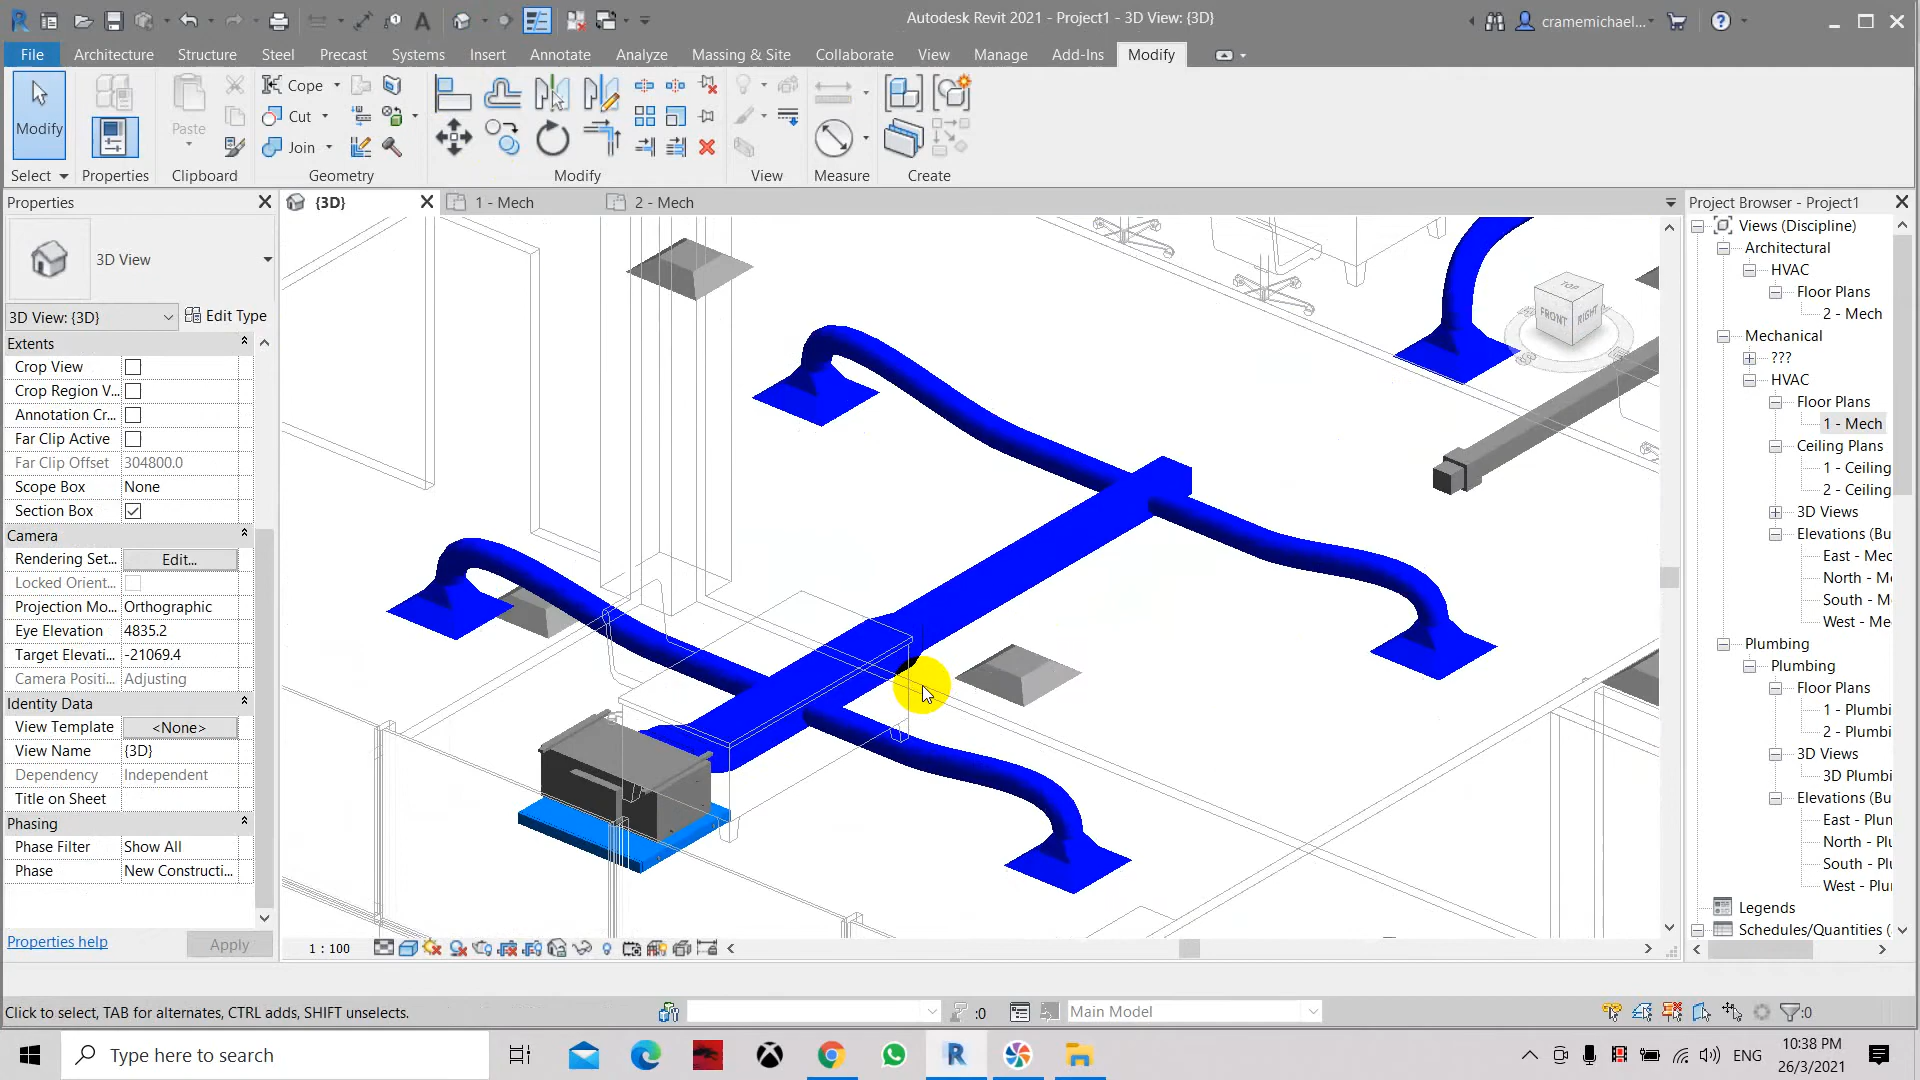 Autodesk Revit 2021 - Project1 - 3D View: {3D}
cramemichael...
File Architecture Structure Steel Precast Systems Insert Annotate Analyze Massing & Site Collaborate View Manage Add-Ins Modify
Modify
Paste
Cope
Cut
Join
Select Properties Clipboard Geometry Modify View Measure Create
Properties
{3D}
1 - Mech
2 - Mech
Project Browser - Project1
3D View
3D View: {3D}
Edit Type
Extents
Crop View
Crop Region V...
Annotation Cr...
Far Clip Active
Far Clip Offset 304800.0
Scope Box None
Section Box
Camera
Rendering Set... Edit...
Locked Orient...
Projection Mo... Orthographic
Eye Elevation 4835.2
Target Elevati... -21069.4
Camera Positi... Adjusting
Identity Data
View Template <None>
View Name {3D}
Dependency Independent
Title on Sheet
Phasing
Phase Filter Show All
Phase New Constructi...
Properties help
Apply
TOP
FRONT
RIGHT
Views (Discipline)
Architectural
HVAC
Floor Plans
2 - Mech
Mechanical
???
HVAC
Floor Plans
1 - Mech
Ceiling Plans
1 - Ceiling
2 - Ceiling
3D Views
Elevations (Bu
East - Mec
North - Me
South - M
West - Me
Plumbing
Plumbing
Floor Plans
1 - Plumbi
2 - Plumbi
3D Views
3D Plumbi
Elevations (Bu
East - Plun
North - Plu
South - Plu
West - Plur
Legends
Schedules/Quantities (
1 : 100
Click to select, TAB for alternates, CTRL adds, SHIFT unselects.
:0
Main Model
:0
Type here to search
ENG
10:38 PM
26/3/2021